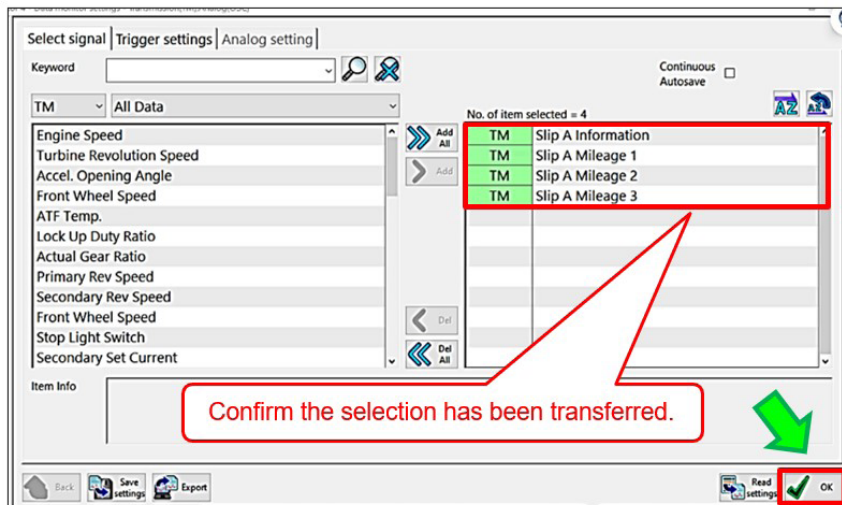 Select signal Trigger settings Analog setting
Keyword
Continuous
Autosave
TM All Data
No. of item selected = 4
AZ AZ
Engine Speed
Turbine Revolution Speed
Accel. Opening Angle
Front Wheel Speed
ATF Temp.
Lock Up Duty Ratio
Actual Gear Ratio
Primary Rev Speed
Secondary Rev Speed
Front Wheel Speed
Stop Light Switch
Secondary Set Current
Add All
Add
Del
Del All
TM Slip A Information
TM Slip A Mileage 1
TM Slip A Mileage 2
TM Slip A Mileage 3
Item Info
Confirm the selection has been transferred.
Back
Save settings
Export
Read settings
OK